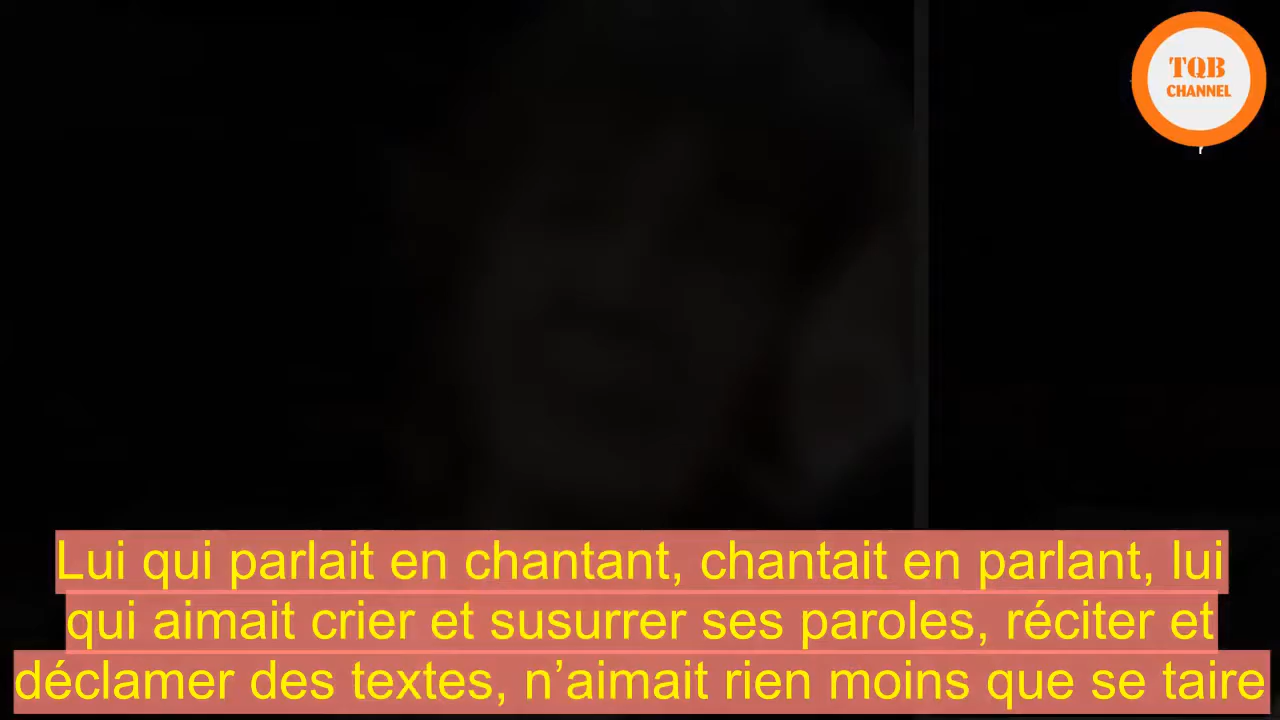 TQB
CHANNEL
Lui qui parlait en chantant, chantait en parlant, lui
qui aimait crier et susurrer ses paroles, réciter et
déclamer des textes, n’aimait rien moins que se taire